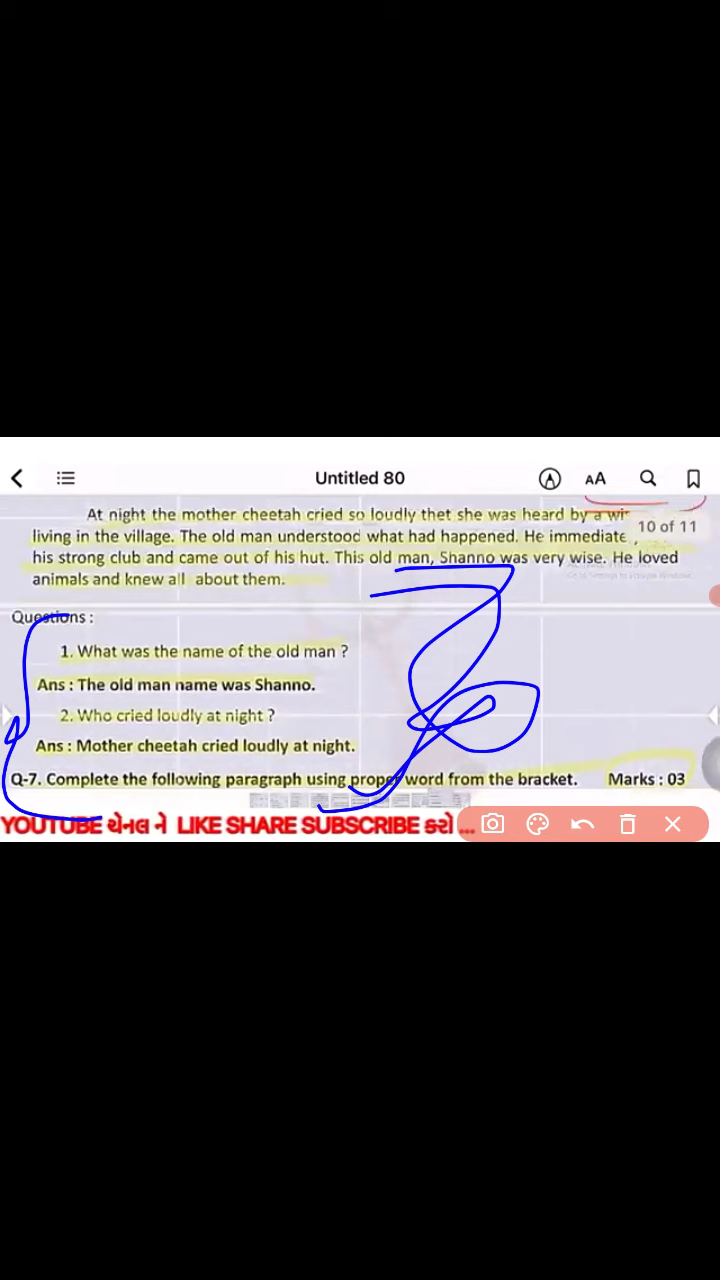 Untitled 80
AA
At night the mother cheetah cried so loudly thet she was heard by a
10 of 11
living in the village. The old man understood what had happened. He
his strong club and came out of his hut. This old man, Shanno was very wise. He loved
animals and knew all about them.
Questions :
1. What was the name of the old man ?
Ans : The old man name was Shanno.
2. Who cried loudly at night ?
Ans : Mother cheetah cried loudly at night.
Q-7. Complete the following paragraph using proper word from the bracket. Marks : 03
YOUTUBE ચેનલ ને LIKE SHARE SUBSCRIBE કરો ...